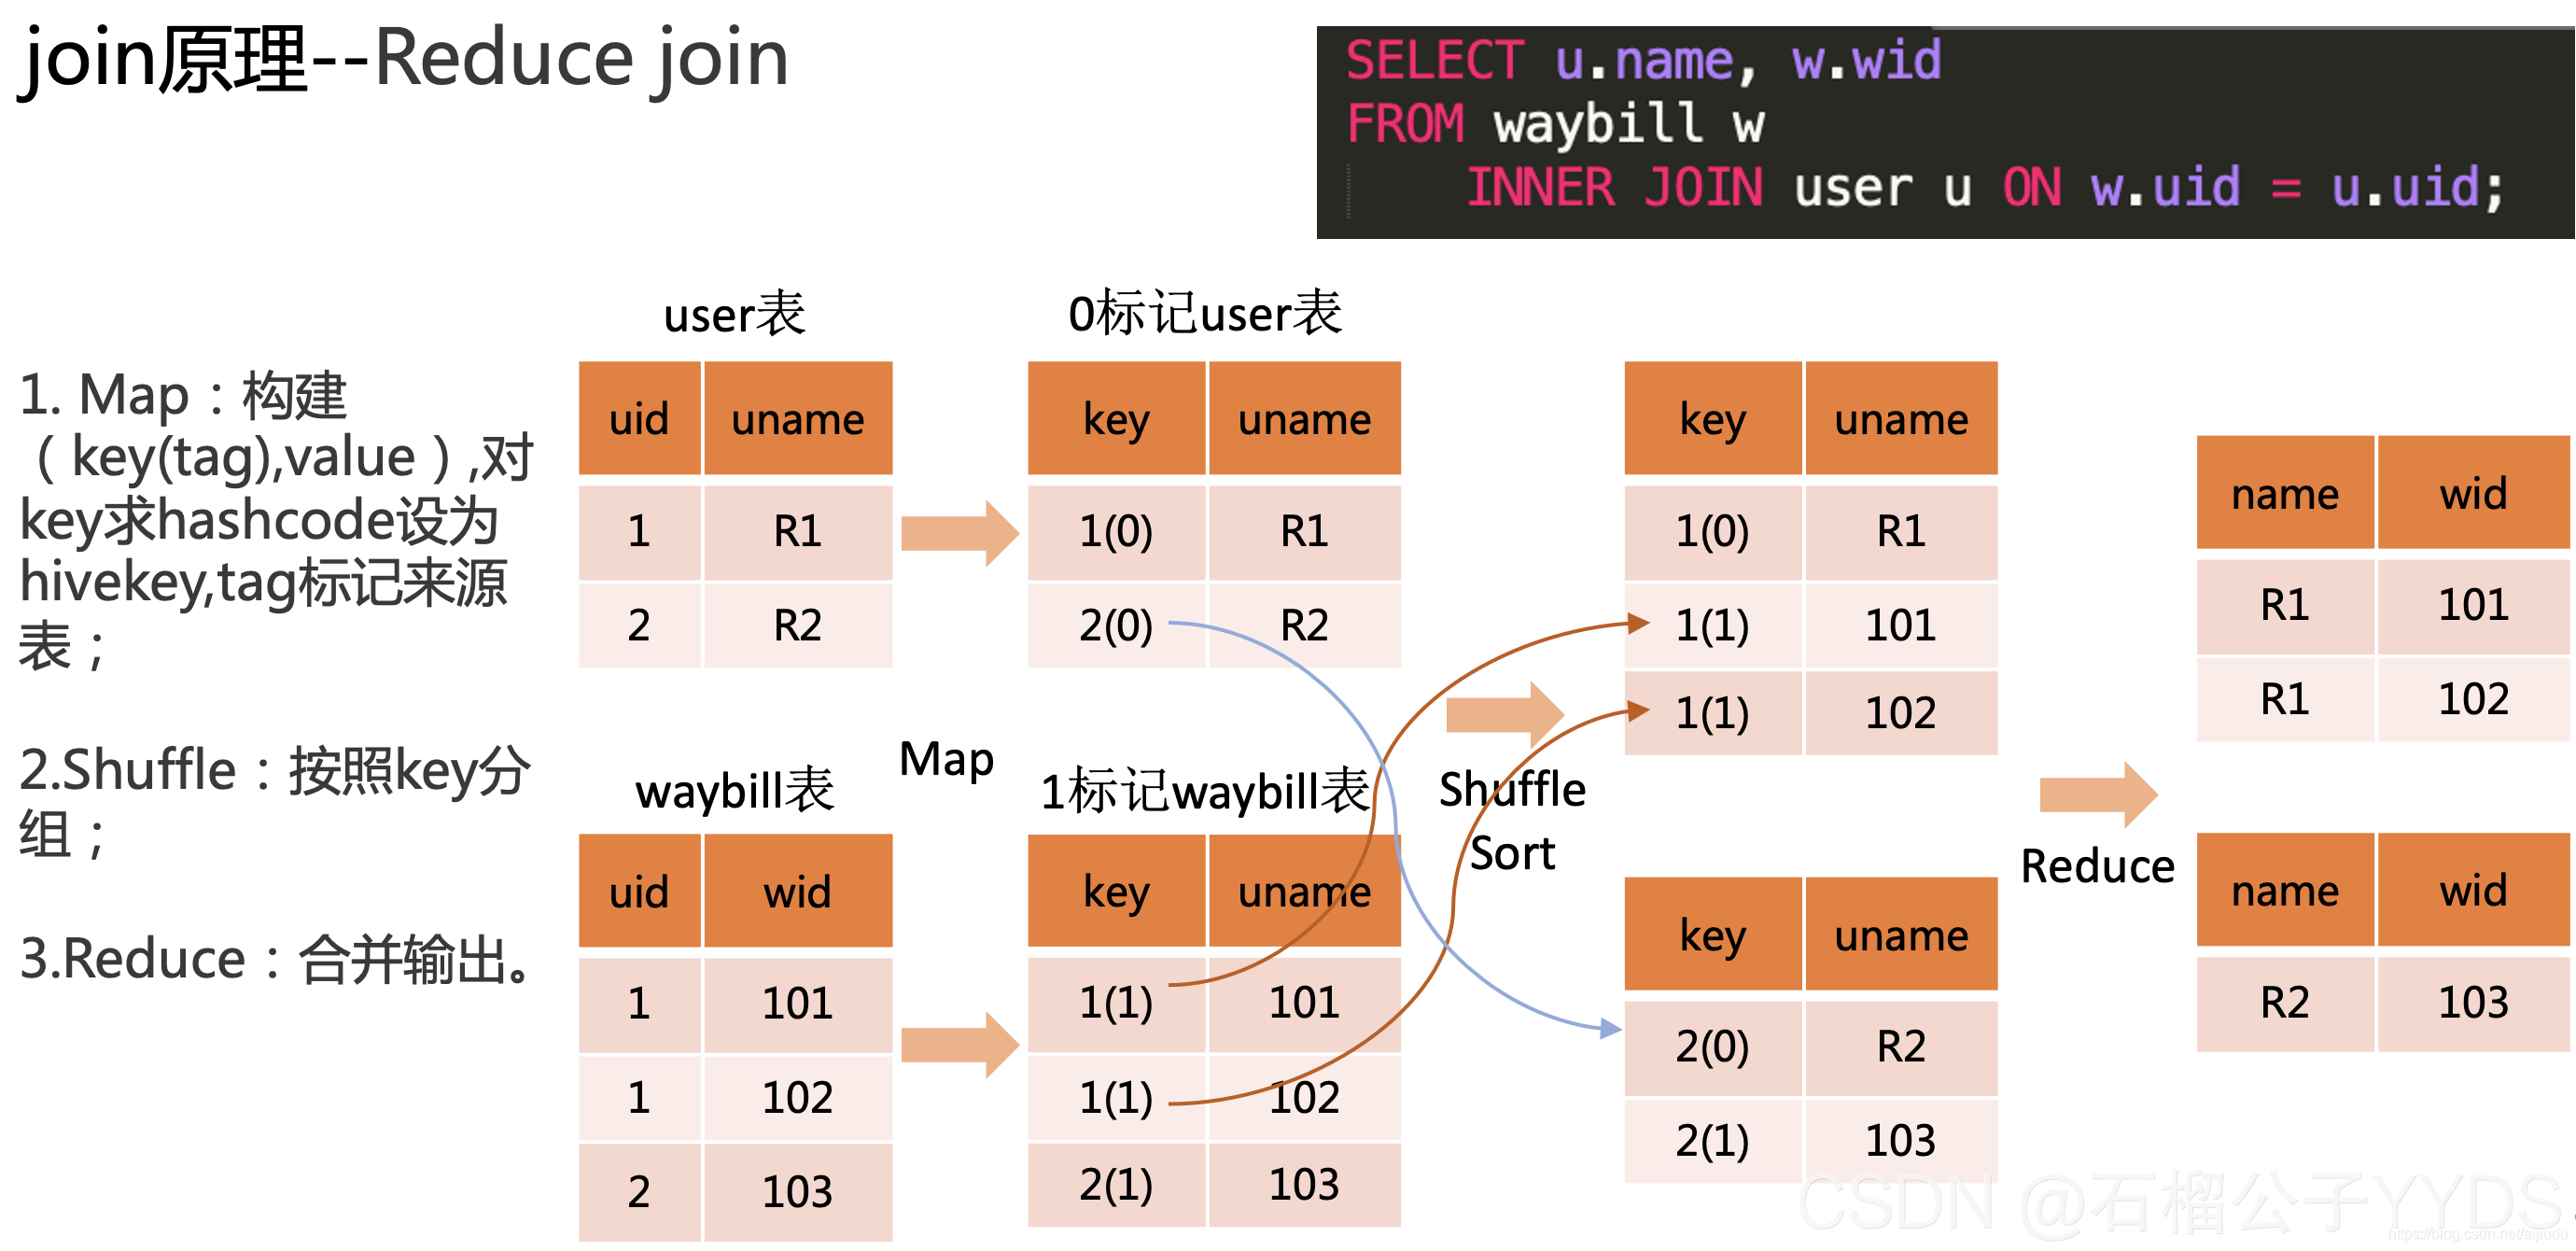 join原理--Reduce join
SELECT u.name, w.wid
FROM waybill w
INNER JOIN user u ON w.uid = u.uid;
1. Map：构建
（key(tag),value）,对
key求hashcode设为
hivekey,tag标记来源
表；
2.Shuffle：按照key分
组；
3.Reduce：合并输出。
user表
uid uname
1 R1
2 R2
waybill表
uid wid
1 101
1 102
2 103
Map
0标记user表
key uname
1(0) R1
2(0) R2
1标记waybill表
key uname
1(1) 101
1(1) 102
2(1) 103
Shuffle
Sort
key uname
1(0) R1
1(1) 101
1(1) 102
key uname
2(0) R2
2(1) 103
Reduce
name wid
R1 101
R1 102
name wid
R2 103
CSDN @石榴公子YYDS
https://blog.csdn.net/aijiudu